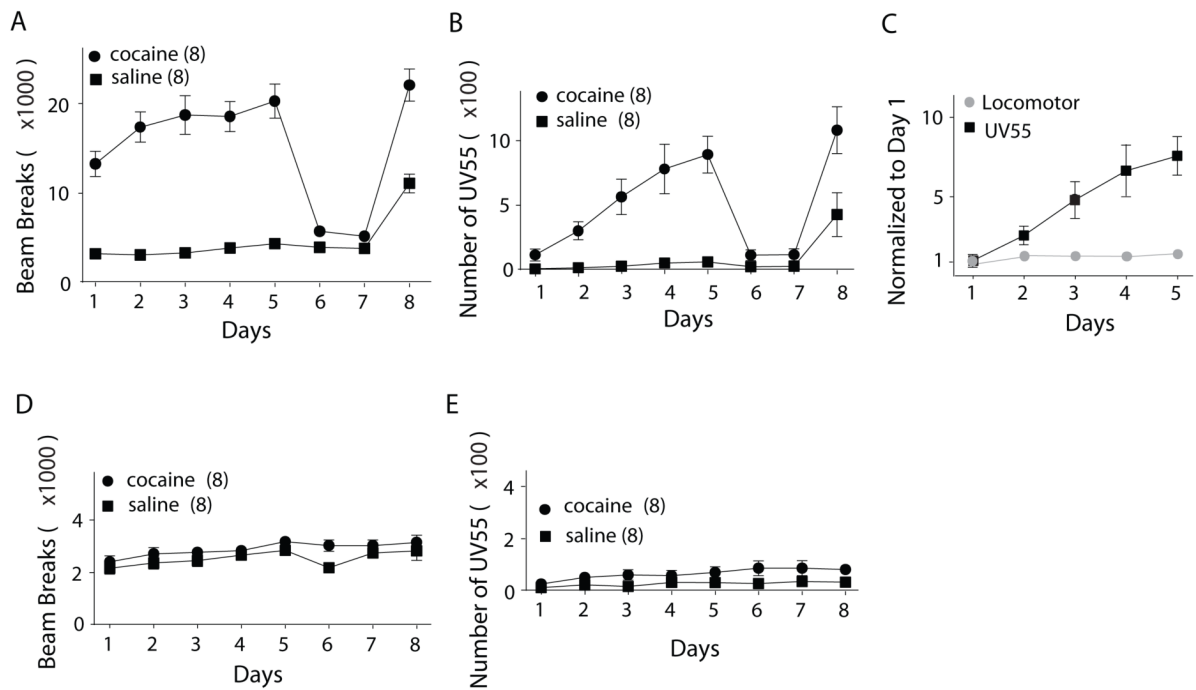 A
Beam Breaks ( x1000)
cocaine (8)
saline (8)
20
10
0
1 2 3 4 5 6 7 8
Days
B
Number of UV55 ( x100)
cocaine (8)
saline (8)
10
5
0
1 2 3 4 5 6 7 8
Days
C
Normalized to Day 1
Locomotor
UV55
10
5
1
1 2 3 4 5
Days
D
Beam Breaks ( x1000)
cocaine (8)
saline (8)
4
2
0
1 2 3 4 5 6 7 8
Days
E
Number of UV55 ( x100)
cocaine (8)
saline (8)
4
2
0
1 2 3 4 5 6 7 8
Days